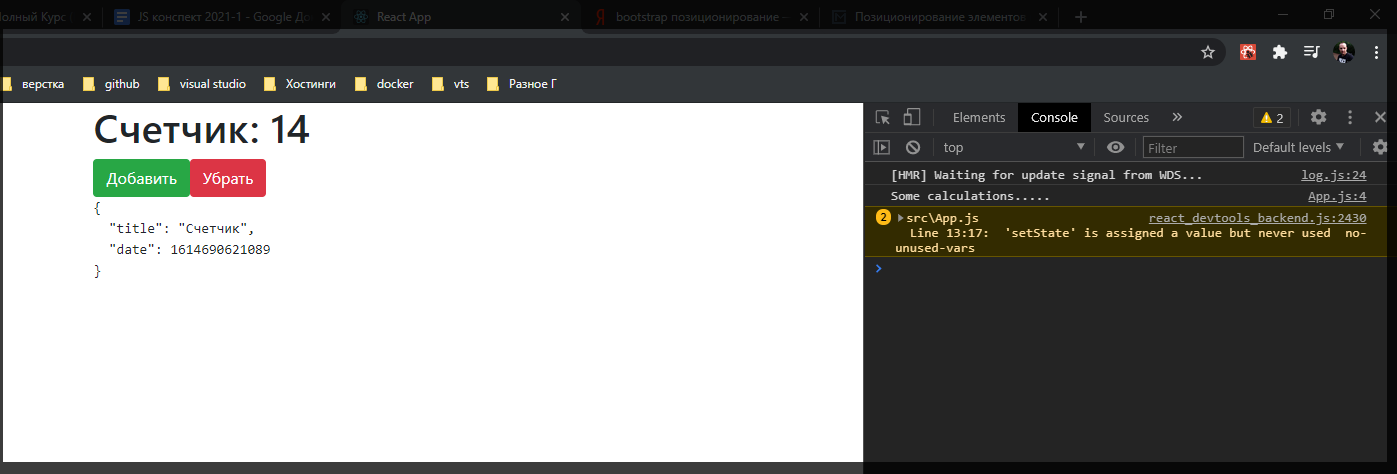 Полный Курс
JS конспект 2021-1 - Google До
React App
bootstrap позиционирование —
Позиционирование элементов
верстка
github
visual studio
Хостинги
docker
vts
Разное Г
Счетчик: 14
Добавить
Убрать
{
"title": "Счетчик",
"date": 1614690621089
}
Elements
Console
Sources
2
top
Filter
Default levels
[HMR] Waiting for update signal from WDS... log.js:24
Some calculations..... App.js:4
2 src\App.js react_devtools_backend.js:2430
Line 13:17: 'setState' is assigned a value but never used no-
unused-vars